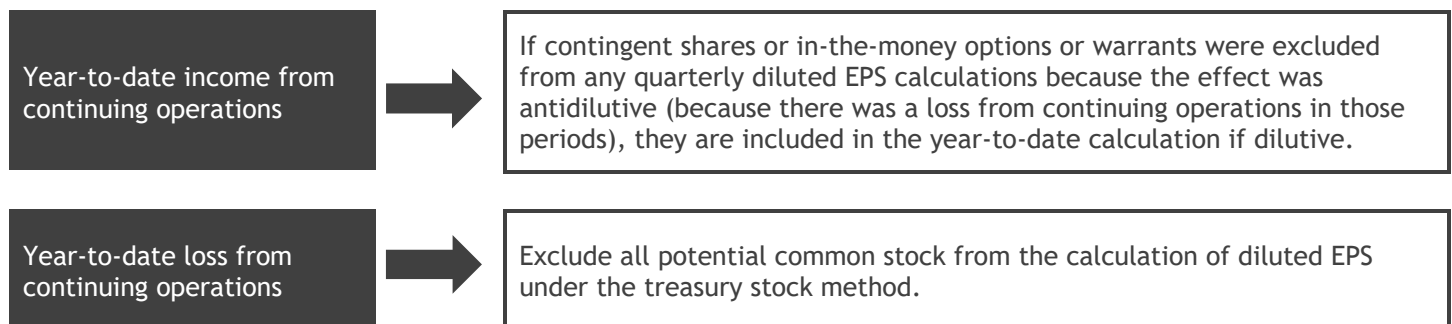 Year-to-date income from
continuing operations
If contingent shares or in-the-money options or warrants were excluded
from any quarterly diluted EPS calculations because the effect was
antidilutive (because there was a loss from continuing operations in those
periods), they are included in the year-to-date calculation if dilutive.
Year-to-date loss from
continuing operations
Exclude all potential common stock from the calculation of diluted EPS
under the treasury stock method.